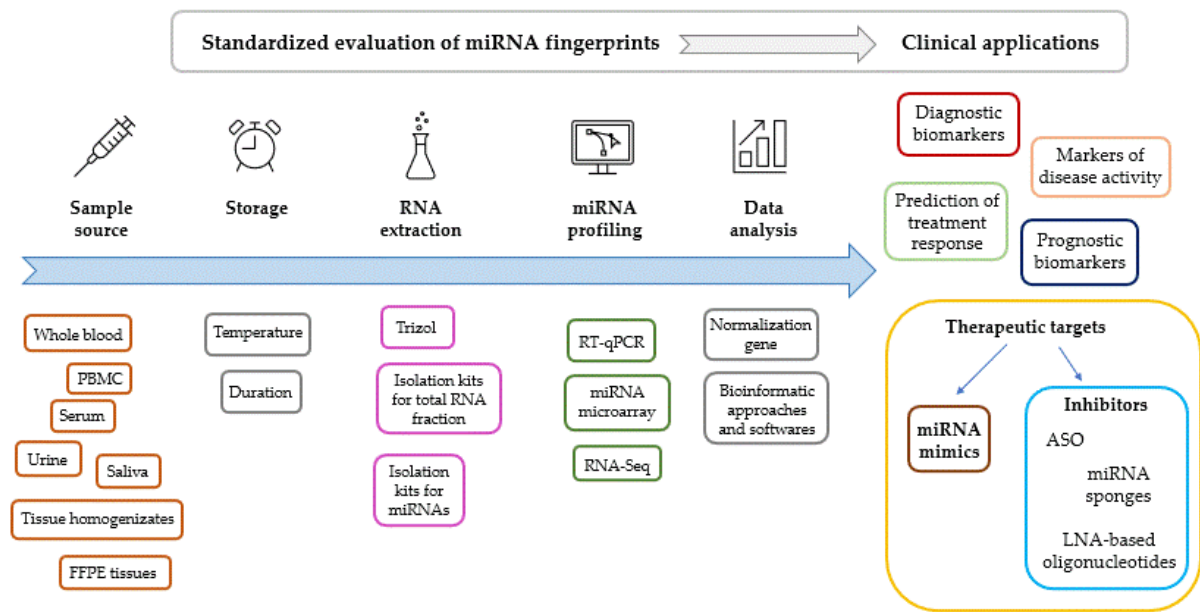 Standardized evaluation of miRNA fingerprints
Clinical applications
Sample
source
Storage
RNA
extraction
miRNA
profiling
Data
analysis
Diagnostic
biomarkers
Markers of
disease activity
Prediction of
treatment
response
Prognostic
biomarkers
Whole blood
PBMC
Serum
Urine
Saliva
Tissue homogenizates
FFPE tissues
Temperature
Duration
Trizol
Isolation kits
for total RNA
fraction
Isolation
kits for
miRNAs
RT-qPCR
miRNA
microarray
RNA-Seq
Normalization
gene
Bioinformatic
approaches
and softwares
Therapeutic targets
miRNA
mimics
Inhibitors
ASO
miRNA
sponges
LNA-based
oligonucleotides